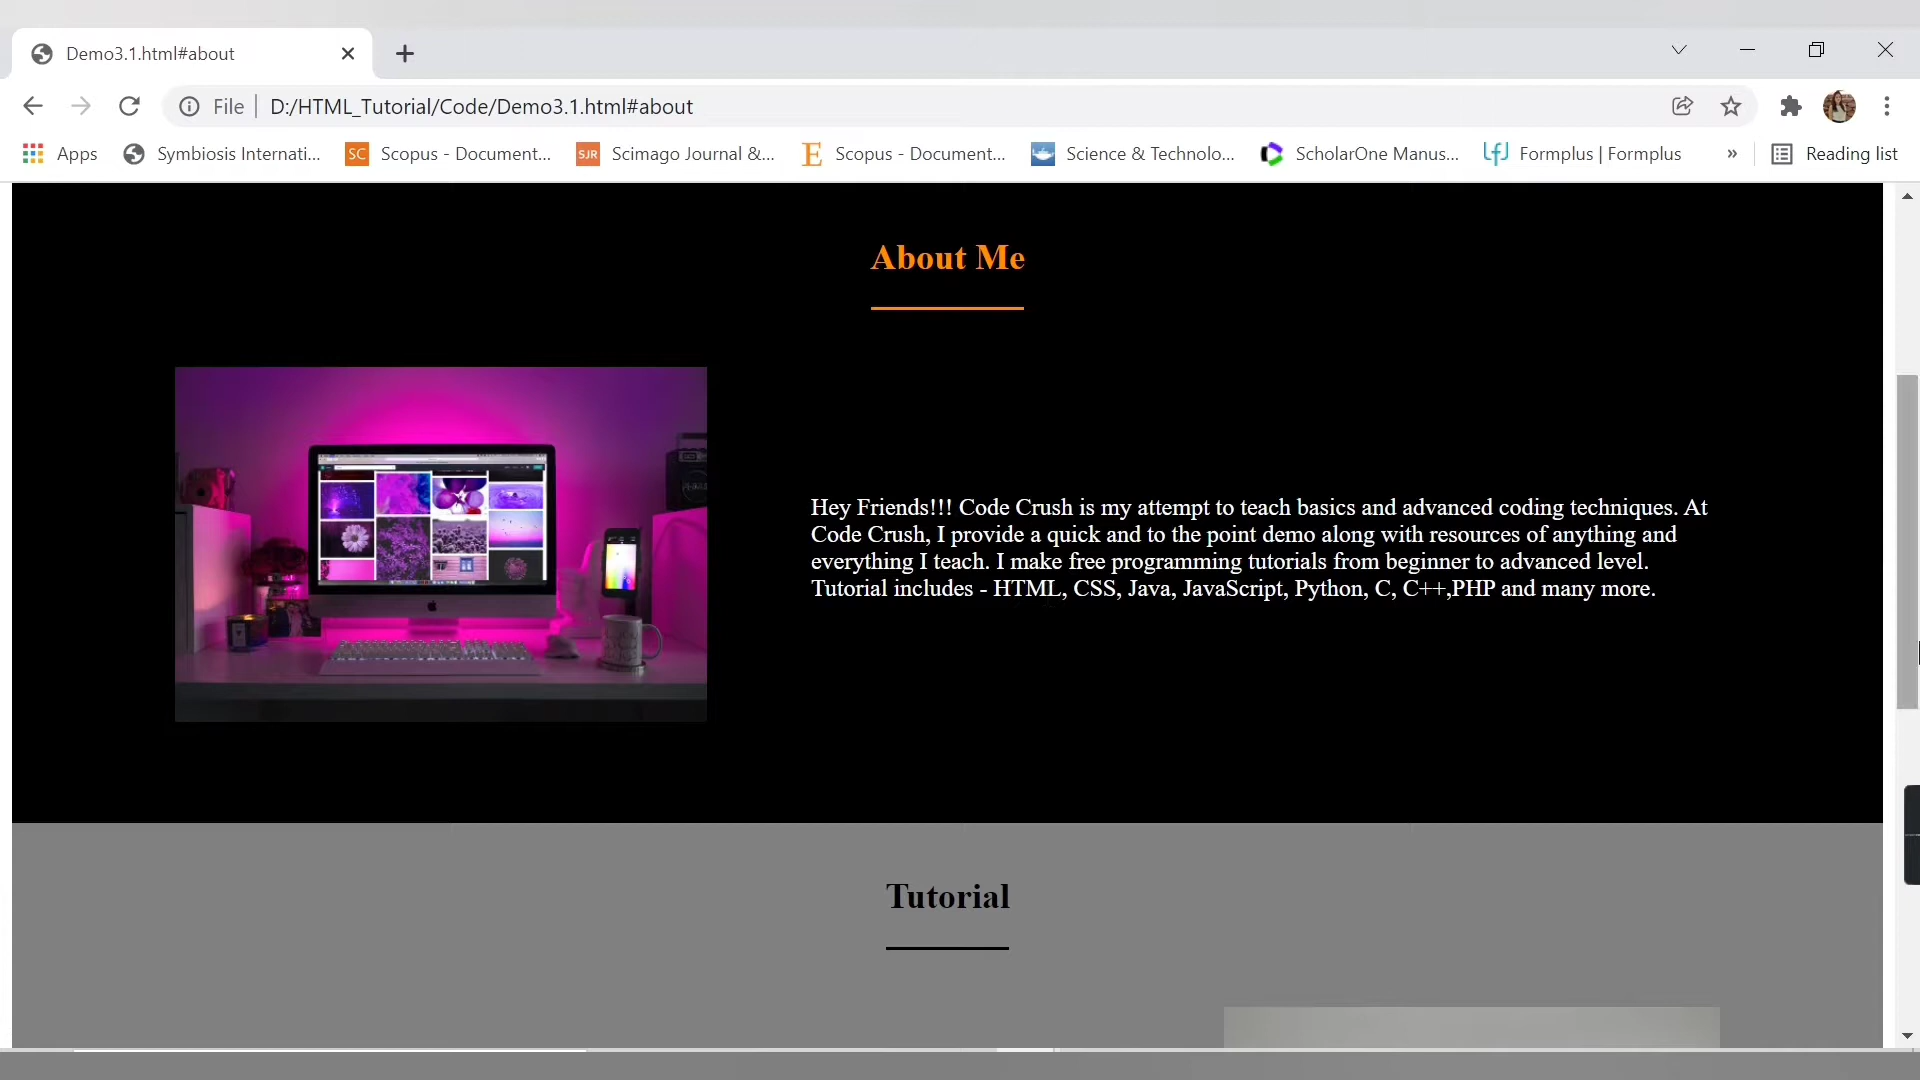 Demo3.1.html#about
File
D:/HTML_Tutorial/Code/Demo3.1.html#about
Apps
Symbiosis Internati...
SC Scopus - Document...
SJR Scimago Journal &...
E Scopus - Document...
Science & Technolo...
ScholarOne Manus...
Formplus | Formplus
»
Reading list
About Me
Hey Friends!!! Code Crush is my attempt to teach basics and advanced coding techniques. At
Code Crush, I provide a quick and to the point demo along with resources of anything and
everything I teach. I make free programming tutorials from beginner to advanced level.
Tutorial includes - HTML, CSS, Java, JavaScript, Python, C, C++,PHP and many more.
Tutorial